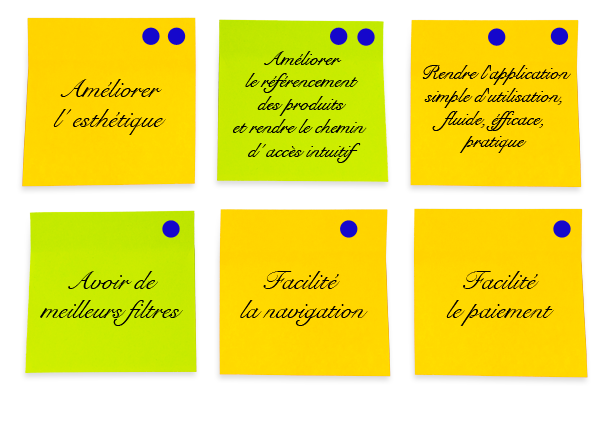 Améliorer
l'esthétique
Améliorer
le référencement
des produits
et rendre le chemin
d'accès intuitif
Rendre l'application
simple d'utilisation,
fluide, éfficace,
pratique
Avoir de
meilleurs filtres
Facilité
la navigation
Facilité
le paiement